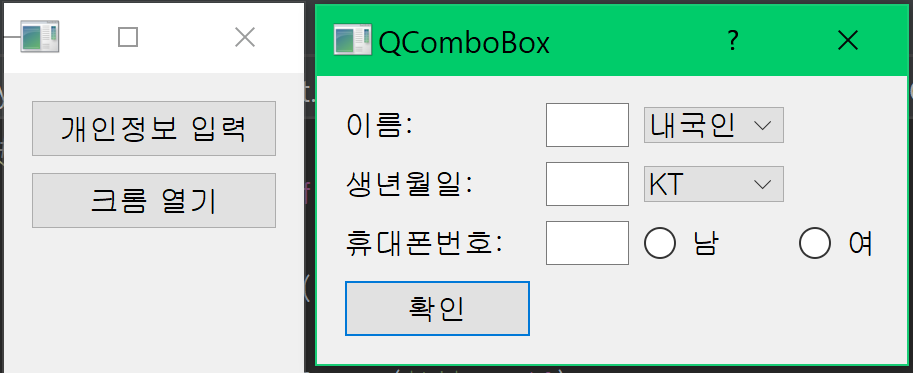 개인정보 입력
크롬 열기
QComboBox
?
이름:
내국인
생년월일:
KT
휴대폰번호:
남
여
확인